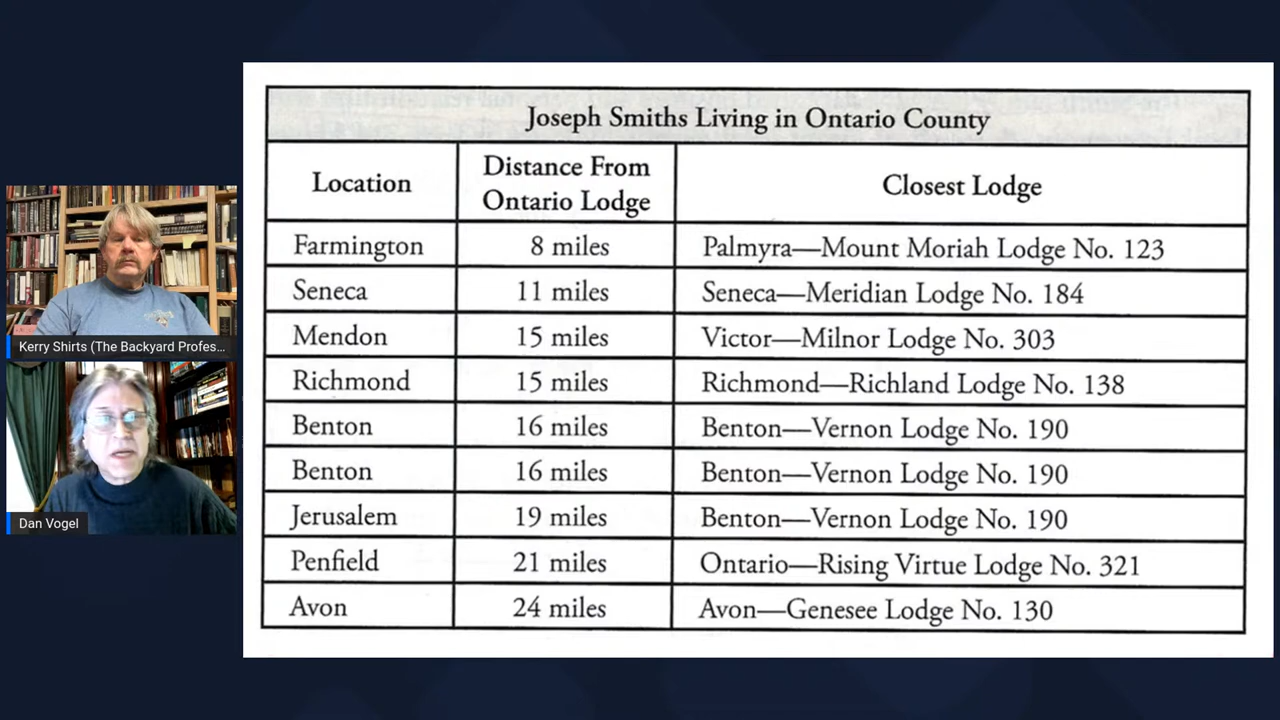 Joseph Smiths Living in Ontario County
Location
Distance From
Ontario Lodge
Closest Lodge
Farmington 8 miles Palmyra—Mount Moriah Lodge No. 123
Seneca 11 miles Seneca—Meridian Lodge No. 184
Mendon 15 miles Victor—Milnor Lodge No. 303
Richmond 15 miles Richmond—Richland Lodge No. 138
Benton 16 miles Benton—Vernon Lodge No. 190
Benton 16 miles Benton—Vernon Lodge No. 190
Jerusalem 19 miles Benton—Vernon Lodge No. 190
Penfield 21 miles Ontario—Rising Virtue Lodge No. 321
Avon 24 miles Avon—Genesee Lodge No. 130
Kerry Shirts (The Backyard Profes...
Dan Vogel